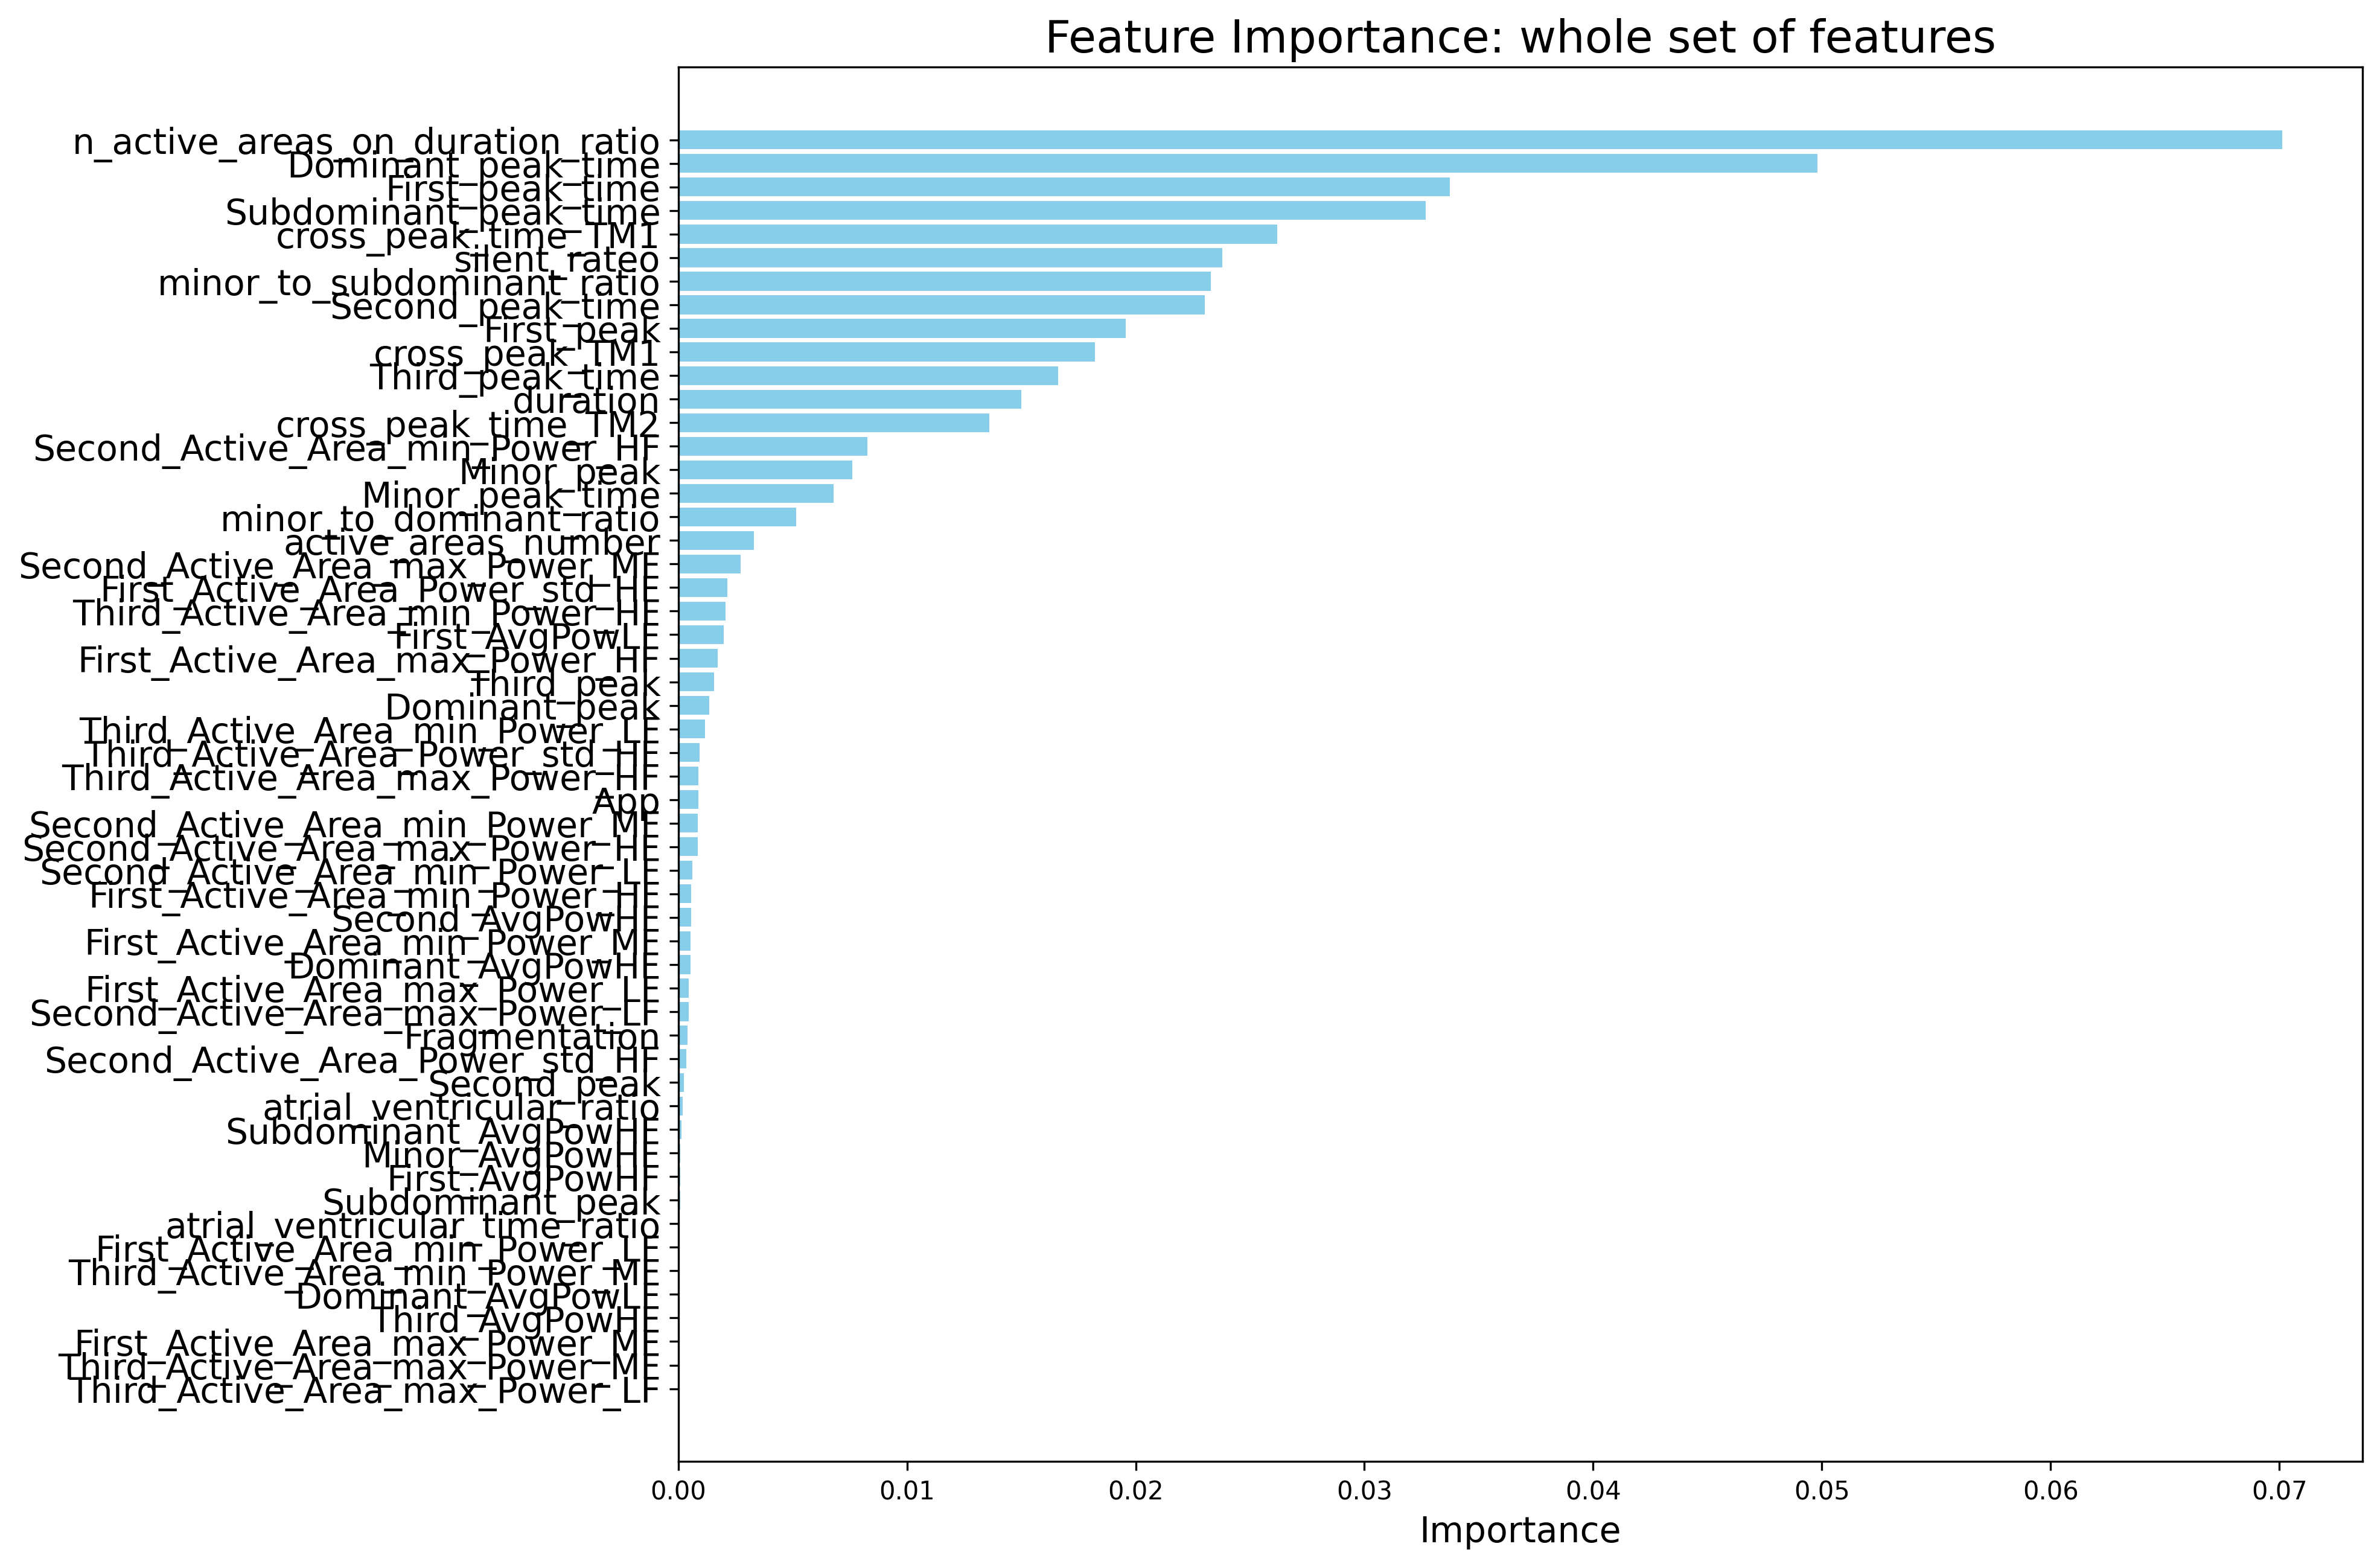 Feature Importance: whole set of features
n_active_areas_on_duration_ratio
Dominant_peak_time
First_peak_time
Subdominant_peak_time
cross_peak_time_TM1
silent_rateo
minor_to_subdominant_ratio
Second_peak_time
First_peak
cross_peak_TM1
Third_peak_time
duration
cross_peak_time_TM2
Second_Active_Area_min_Power_HF
Minor_peak
Minor_peak_time
minor_to_dominant_ratio
active_areas_number
Second_Active_Area_max_Power_MF
First_Active_Area_Power_std_HF
Third_Active_Area_min_Power_HF
First_AvgPowLF
First_Active_Area_max_Power_HF
Third_peak
Dominant_peak
Third_Active_Area_min_Power_LF
Third_Active_Area_Power_std_HF
Third_Active_Area_max_Power_HF
App
Second_Active_Area_min_Power_MF
Second_Active_Area_max_Power_HF
Second_Active_Area_min_Power_LF
First_Active_Area_min_Power_HF
Second_AvgPowHF
First_Active_Area_min_Power_MF
Dominant_AvgPowHF
First_Active_Area_max_Power_LF
Second_Active_Area_max_Power_LF
Fragmentation
Second_Active_Area_Power_std_HF
Second_peak
atrial_ventricular_ratio
Subdominant_AvgPowHF
Minor_AvgPowHF
First_AvgPowHF
Subdominant_peak
atrial_ventricular_time_ratio
First_Active_Area_min_Power_LF
Third_Active_Area_min_Power_MF
Dominant_AvgPowLF
Third_AvgPowHF
First_Active_Area_max_Power_MF
Third_Active_Area_max_Power_MF
Third_Active_Area_max_Power_LF
0.00 0.01 0.02 0.03 0.04 0.05 0.06 0.07
Importance